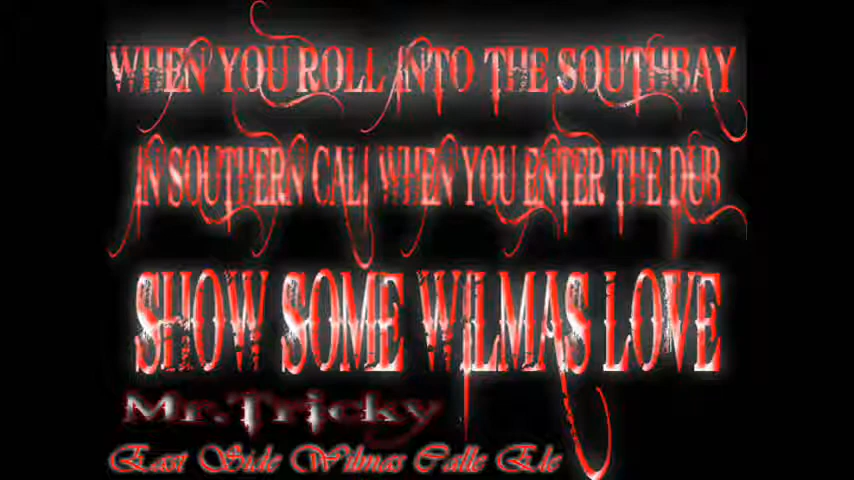 WHEN YOU ROLL INTO THE SOUTHBAY
IN SOUTHERN CALI WHEN YOU ENTER THE DUB
SHOW SOME WILMAS LOVE
Mr.Tricky
East Side Wilmas Calle Ele